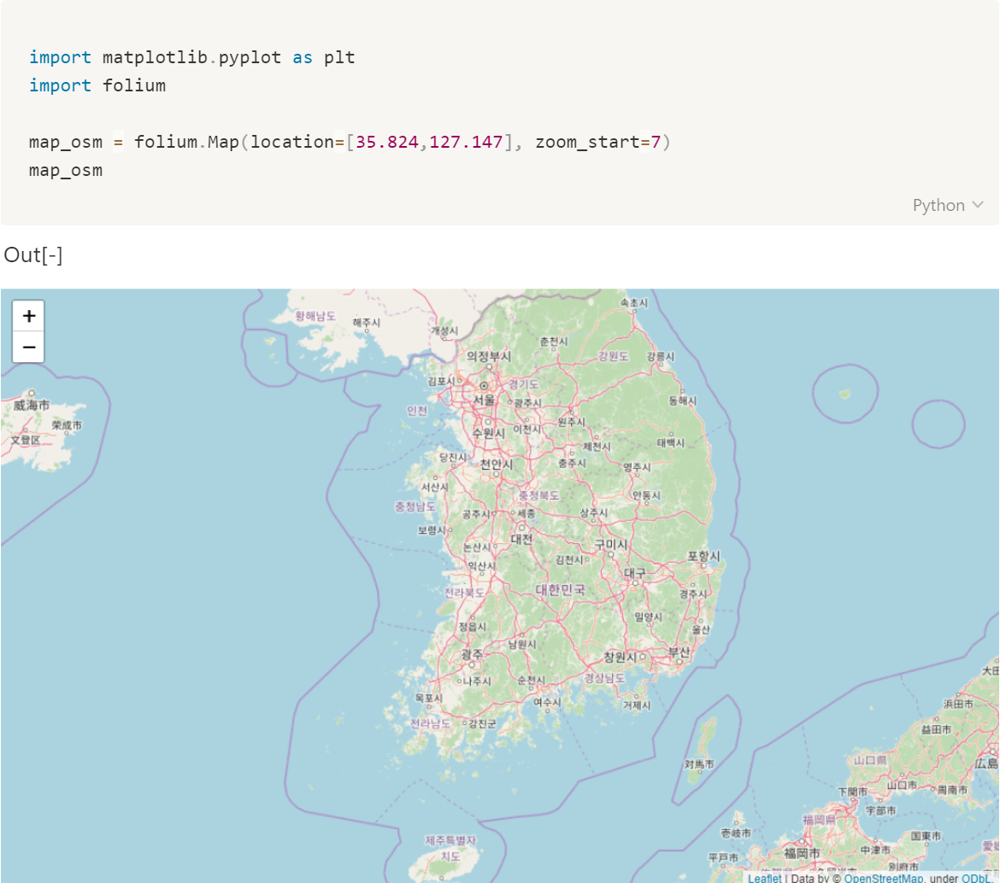 import matplotlib.pyplot as plt
import folium
map_osm = folium.Map(location=[35.824,127.147], zoom_start=7)
map_osm
Python
Out[-]
+
−
속초시
황해남도
해주시
개성시
춘천시
의정부시
강원도
강릉시
김포시
경기도
서울
광주시
동해시
威海市
인천
荣成市
원주시
수원시
이천시
文登区
제천시
태백시
당진시
천안시
충주시
영주시
서산시
충청북도
안동시
충청남도
공주시
세종
상주시
보령시
대전
구미시
논산시
김천시
포항시
익산시
대구
전라북도
대한민국
경주시
밀양시
정읍시
울산
남원시
광주
창원시
부산
나주시
순천시
경상남도
목포시
여수시
거제시
전라남도
강진군
大田
浜田市
益田市
対馬市
山口県
広島
山口市
下関市
周南市
宇部市
福岡県
壱岐市
国東市
제주특별자
치도
福岡市
中津市
平戸市
別府市
Leaflet | Data by © OpenStreetMap, under ODbL.